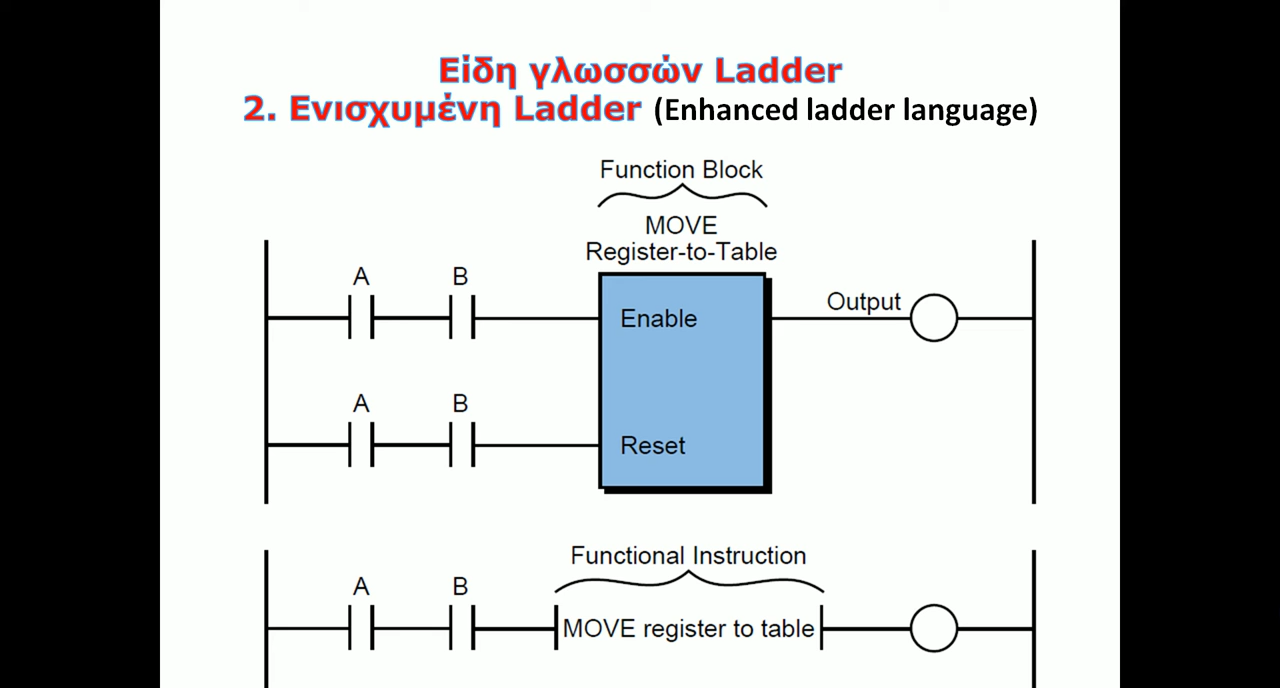 Είδη γλωσσών Ladder
2. Ενισχυμένη Ladder (Enhanced ladder language)
Function Block
MOVE
Register-to-Table
A B
Enable
Output
A B
Reset
Functional Instruction
A B
MOVE register to table